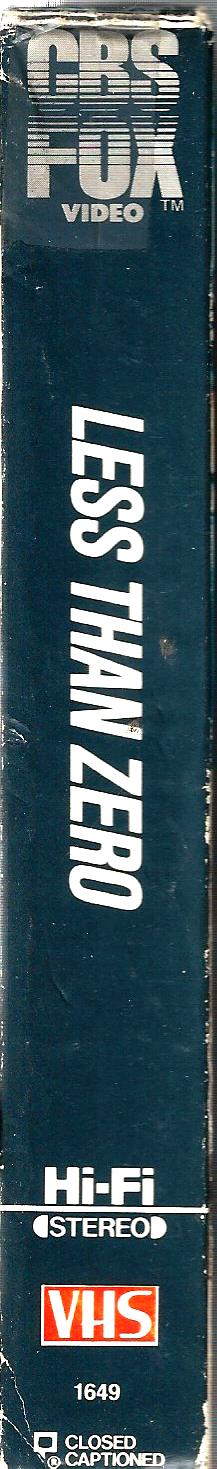 CBS
FOX
VIDEO ™
LESS THAN ZERO
Hi-Fi
STEREO
VHS
1649
® CLOSED
CAPTIONED